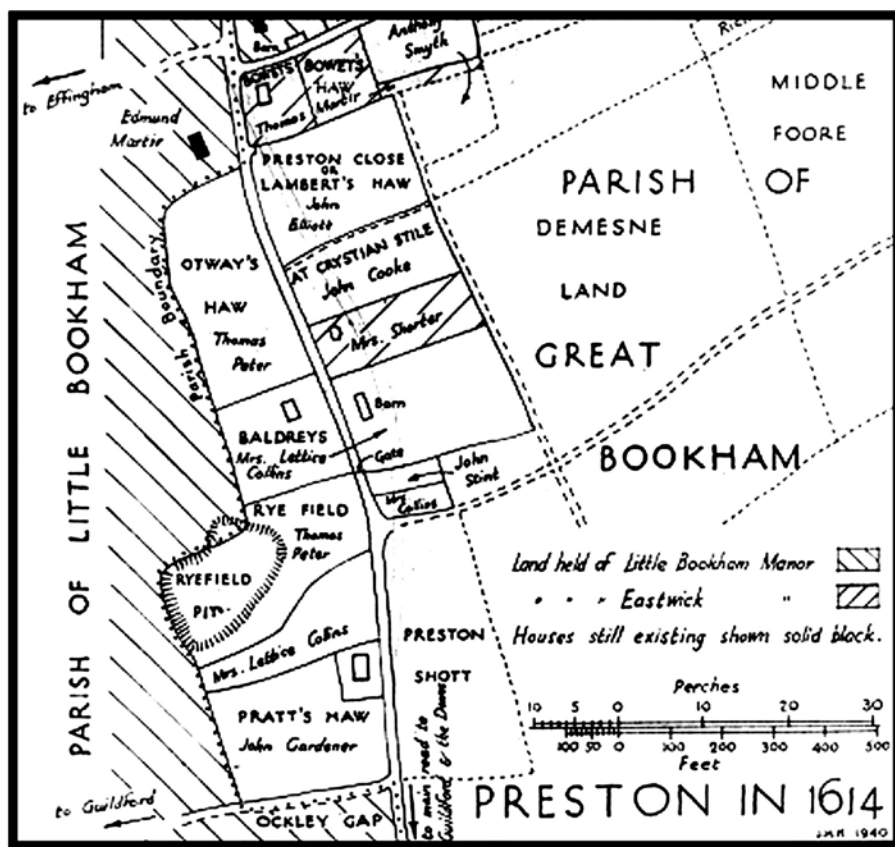 to Effingham
Edmund
Martir
Barn
BOWET'S
BOWET'S
HAW
Martir
Thomas
Anthony
Smyth
MIDDLE
FOORE
PARISH OF
DEMESNE
LAND
GREAT
BOOKHAM
PRESTON CLOSE
OR
LAMBERT'S HAW
John
Elliott
AT CRYSTIAN STILE
John Cooke
Mrs. Shorter
OTWAY'S
HAW
Thomas
Peter
Parish Boundary
PARISH OF LITTLE BOOKHAM
Barn
BALDREYS
Mrs. Lettice
Collins
Gate
John
Stint
Mrs.
Collins
RYE FIELD
Thomas
Peter
RYEFIELD
PIT
Mrs. Lettice Collins
PRATT'S HAW
John Gardener
PRESTON
SHOTT
to main road to
Guildford & the Downs
to Guildford
OCKLEY GAP
Land held of Little Bookham Manor
" " " Eastwick "
Houses still existing shown solid black.
Perches
10 5 0 10 20 30
100 50 0 100 200 300 400 500
Feet
PRESTON IN 1614
1940